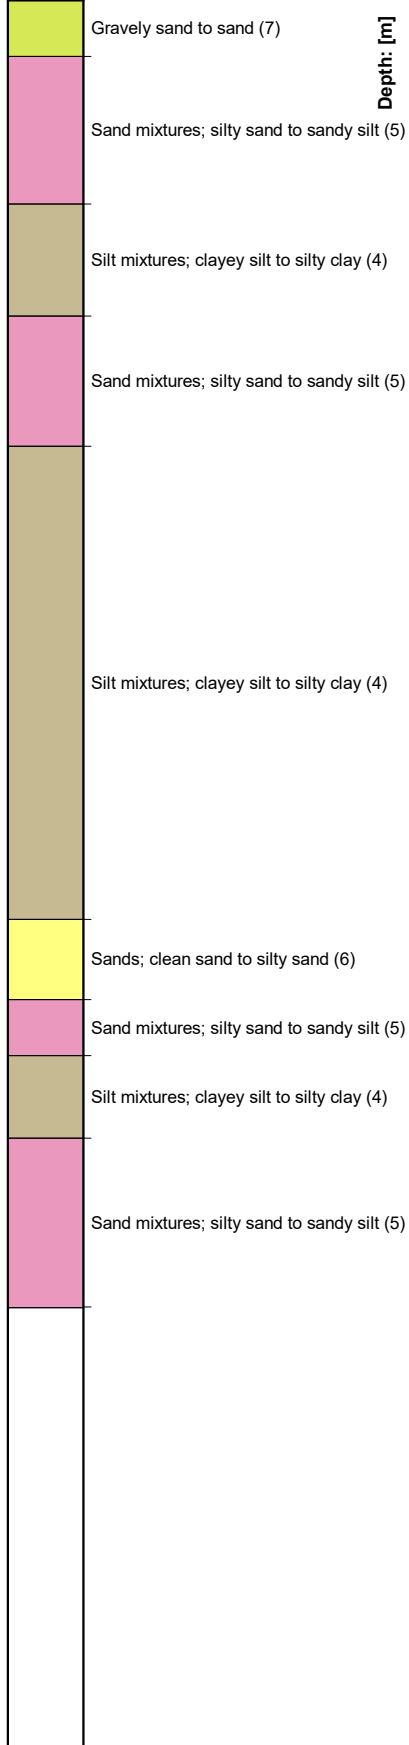 Gravely sand to sand (7)
Depth: [m]
Sand mixtures; silty sand to sandy silt (5)
Silt mixtures; clayey silt to silty clay (4)
Sand mixtures; silty sand to sandy silt (5)
Silt mixtures; clayey silt to silty clay (4)
Sands; clean sand to silty sand (6)
Sand mixtures; silty sand to sandy silt (5)
Silt mixtures; clayey silt to silty clay (4)
Sand mixtures; silty sand to sandy silt (5)